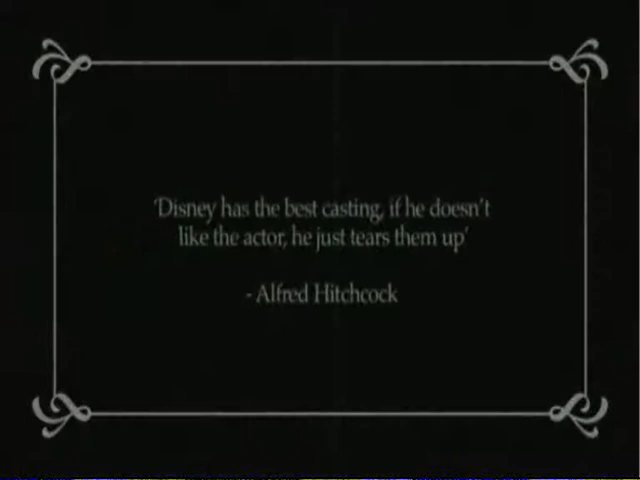 'Disney has the best casting, if he doesn't
like the actor, he just tears them up'
- Alfred Hitchcock